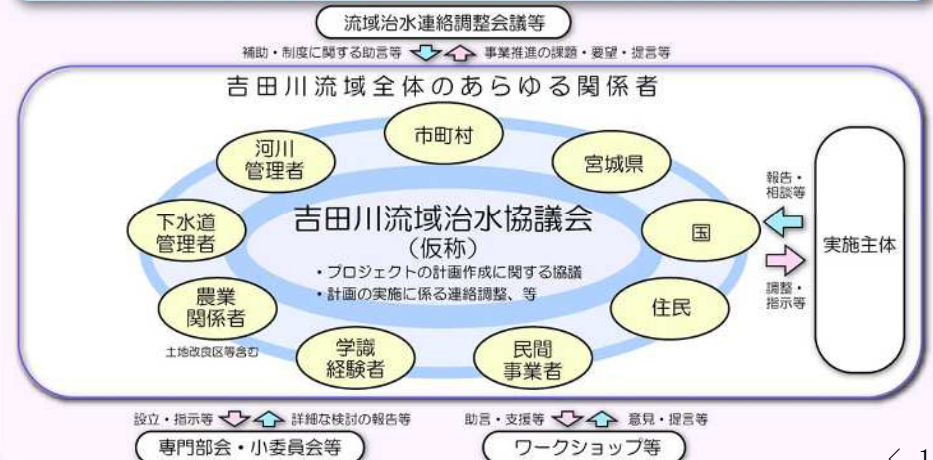 流域治水連絡調整会議等
補助・制度に関する助言等
事業推進の課題・要望・提言等
吉田川流域全体のあらゆる関係者
市町村
河川
管理者
宮城県
下水道
管理者
国
農業
関係者
土地改良区等含む
住民
学識
経験者
民間
事業者
吉田川流域治水協議会
(仮称)
・プロジェクトの計画作成に関する協議
・計画の実施に係る連絡調整、等
報告・
相談等
調整・
指示等
実施主体
設立・指示等
詳細な検討の報告等
助言・支援等
意見・提言等
専門部会・小委員会等
ワークショップ等